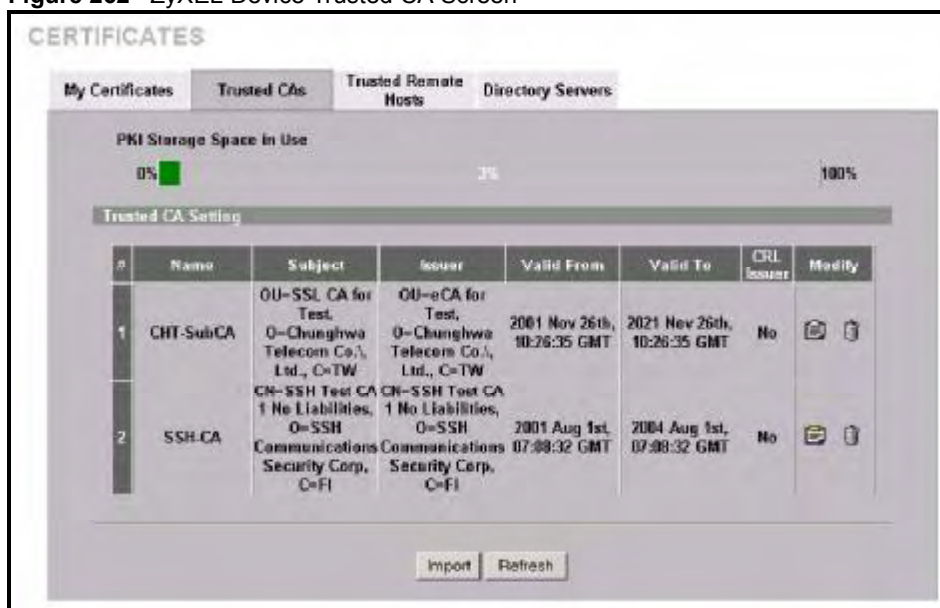 ZyXEL Device Trusted CA Screen
CERTIFICATES
My Certificates
Trusted CAs
Trusted Remote
Hosts
Directory Servers
PKI Storage Space in Use
0%
3%
100%
Trusted CA Setting
#
Name
Subject
Issuer
Valid From
Valid To
CRL
Issuer
Modify
1
CHT-SubCA
OU=SSL CA for
Test,
O=Chunghwa
Telecom Co.\,
Ltd., C=TW
OU=eCA for
Test,
O=Chunghwa
Telecom Co.\,
Ltd., C=TW
2001 Nov 26th,
10:26:35 GMT
2021 Nov 26th,
10:26:35 GMT
No
2
SSH-CA
CN=SSH Test CA
1 No Liabilities,
O=SSH
Communications
Security Corp,
C=FI
CN=SSH Test CA
1 No Liabilities,
O=SSH
Communications
Security Corp,
C=FI
2001 Aug 1st,
07:08:32 GMT
2004 Aug 1st,
07:08:32 GMT
No
Import
Refresh